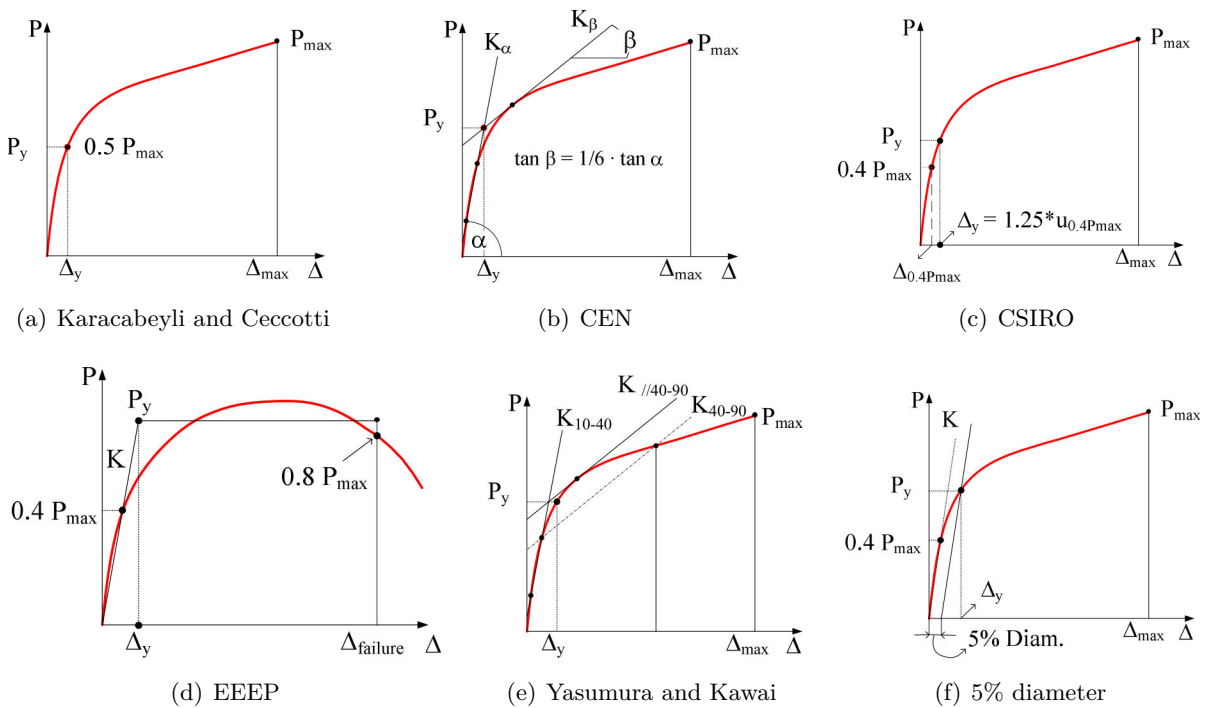 P
P_max
P_y
0.5 P_max
Δ_y
Δ_max
Δ
(a) Karacabeyli and Ceccotti
P
K_α
K_β
β
P_max
P_y
tan β = 1/6 · tan α
α
Δ_y
Δ_max
Δ
(b) CEN
P
P_max
P_y
0.4 P_max
Δ_y = 1.25*u_0.4Pmax
Δ_0.4Pmax
Δ_max
Δ
(c) CSIRO
P
P_y
K
0.8 P_max
0.4 P_max
Δ_y
Δ_failure
Δ
(d) EEEP
P
K_//40-90
K_10-40
K_40-90
P_max
P_y
Δ_y
Δ_max
Δ
(e) Yasumura and Kawai
P
K
P_max
P_y
0.4 P_max
Δ_y
Δ_max
Δ
5% Diam.
(f) 5% diameter